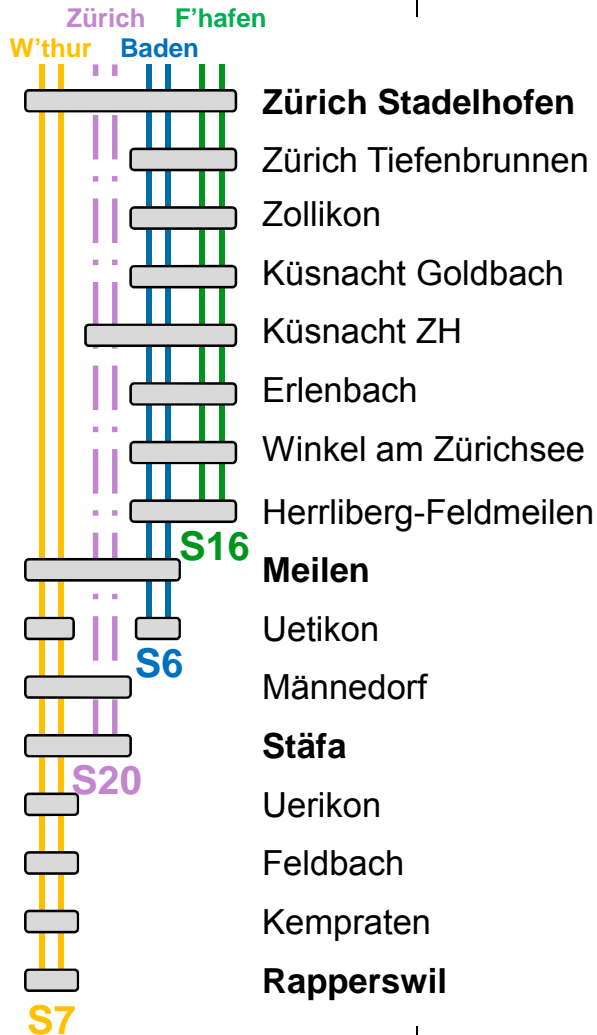 Zürich F'hafen
W'thur Baden
Zürich Stadelhofen
Zürich Tiefenbrunnen
Zollikon
Küsnacht Goldbach
Küsnacht ZH
Erlenbach
Winkel am Zürichsee
Herrliberg-Feldmeilen
S16
Meilen
Uetikon
S6
Männedorf
Stäfa
S20
Uerikon
Feldbach
Kempraten
Rapperswil
S7